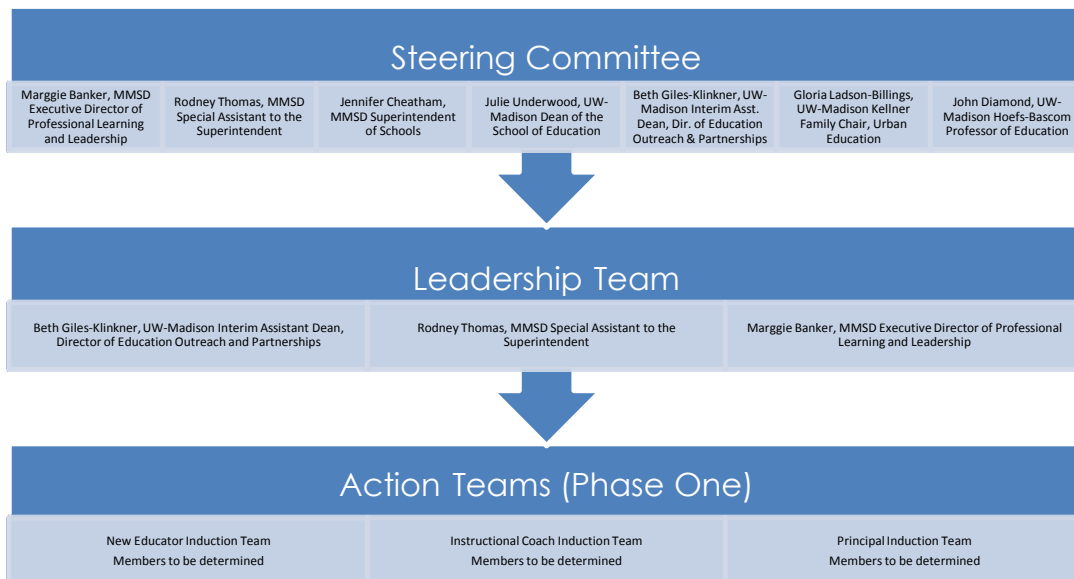 Steering Committee
Marggie Banker, MMSD
Executive Director of
Professional Learning
and Leadership
Rodney Thomas, MMSD
Special Assistant to the
Superintendent
Jennifer Cheatham,
MMSD Superintendent
of Schools
Julie Underwood, UW-
Madison Dean of the
School of Education
Beth Giles-Klinkner, UW-
Madison Interim Asst.
Dean, Dir. of Education
Outreach & Partnerships
Gloria Ladson-Billings,
UW-Madison Kellner
Family Chair, Urban
Education
John Diamond, UW-
Madison Hoefs-Bascom
Professor of Education
Leadership Team
Beth Giles-Klinkner, UW-Madison Interim Assistant Dean,
Director of Education Outreach and Partnerships
Rodney Thomas, MMSD Special Assistant to the
Superintendent
Marggie Banker, MMSD Executive Director of Professional
Learning and Leadership
Action Teams (Phase One)
New Educator Induction Team
Members to be determined
Instructional Coach Induction Team
Members to be determined
Principal Induction Team
Members to be determined